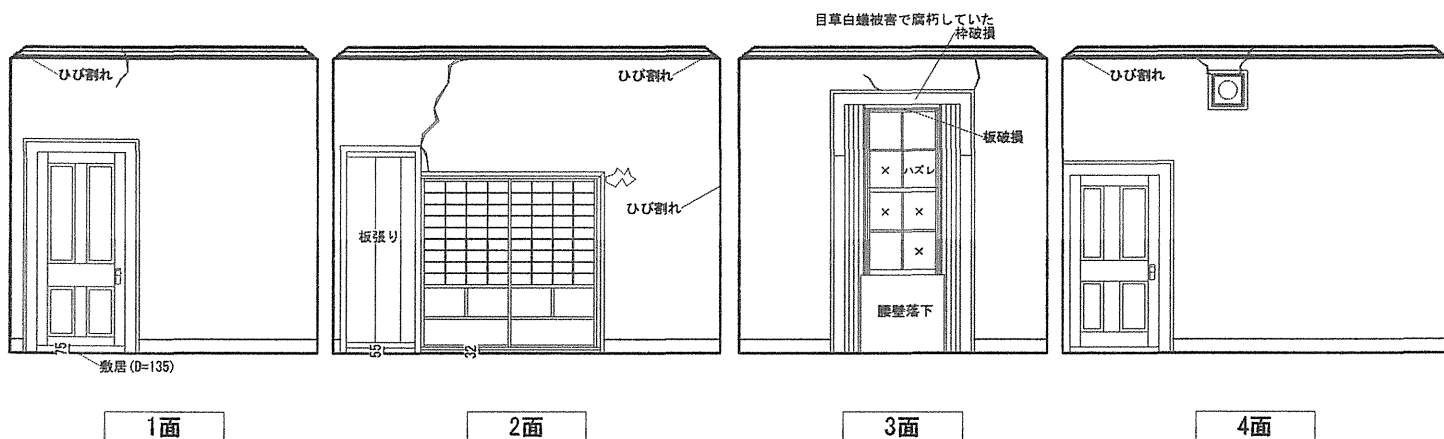 目草白蟻被害で腐朽していた
枠破損
ひび割れ
ひび割れ
ひび割れ
板破損
× ハズレ
ひび割れ
× ×
板張り
×
腰壁落下
75
55
32
敷居(D=135)
1面
2面
3面
4面